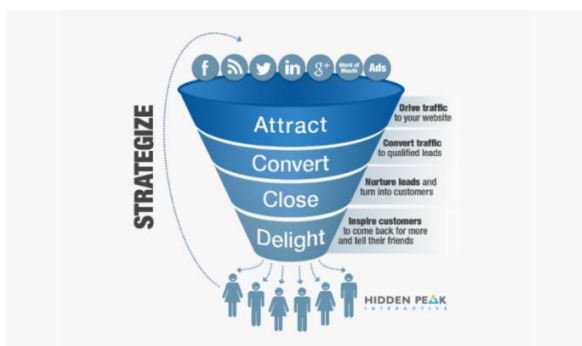 STRATEGIZE
f
in
g+
Word of
Mouth
Ads
Attract
Drive traffic
to your website
Convert
Convert traffic
to qualified leads
Close
Nurture leads and
turn into customers
Delight
Inspire customers
to come back for more
and tell their friends
HIDDEN PEAK
INTERACTIVE